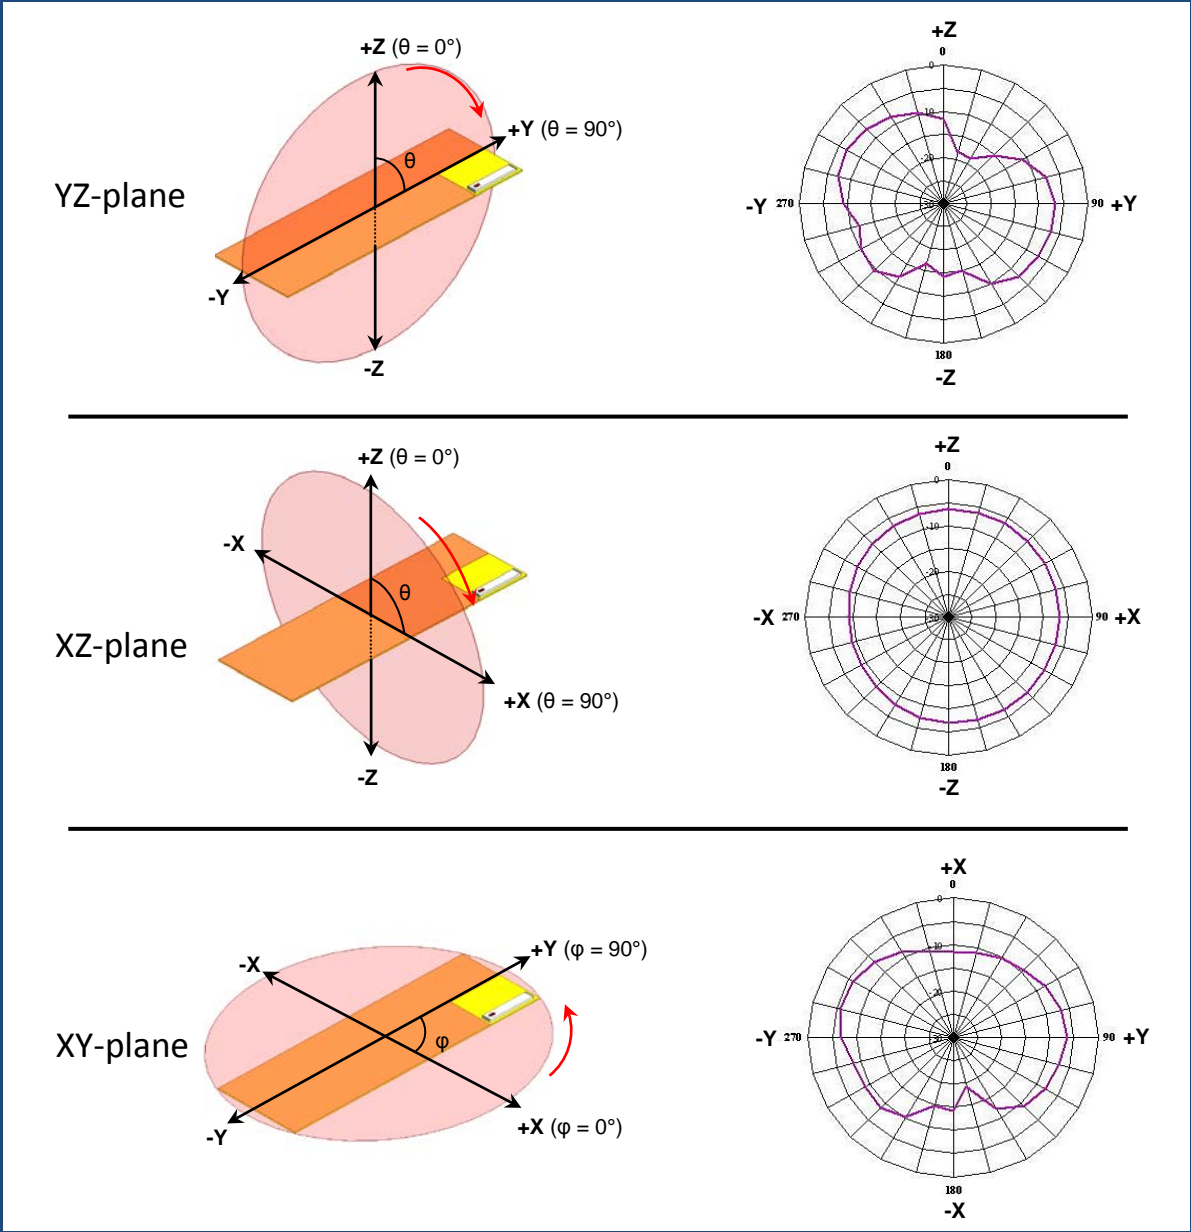 YZ-plane
+Z (θ = 0°)
+Y (θ = 90°)
θ
-Y
-Z
+Z
0
0
-10
-20
-Y 270
90 +Y
180
-Z
XZ-plane
+Z (θ = 0°)
-X
θ
+X (θ = 90°)
-Z
+Z
0
0
-10
-20
-X 270
90 +X
180
-Z
XY-plane
+Y (φ = 90°)
-X
φ
-Y
+X (φ = 0°)
+X
0
0
-10
-20
-Y 270
90 +Y
180
-X